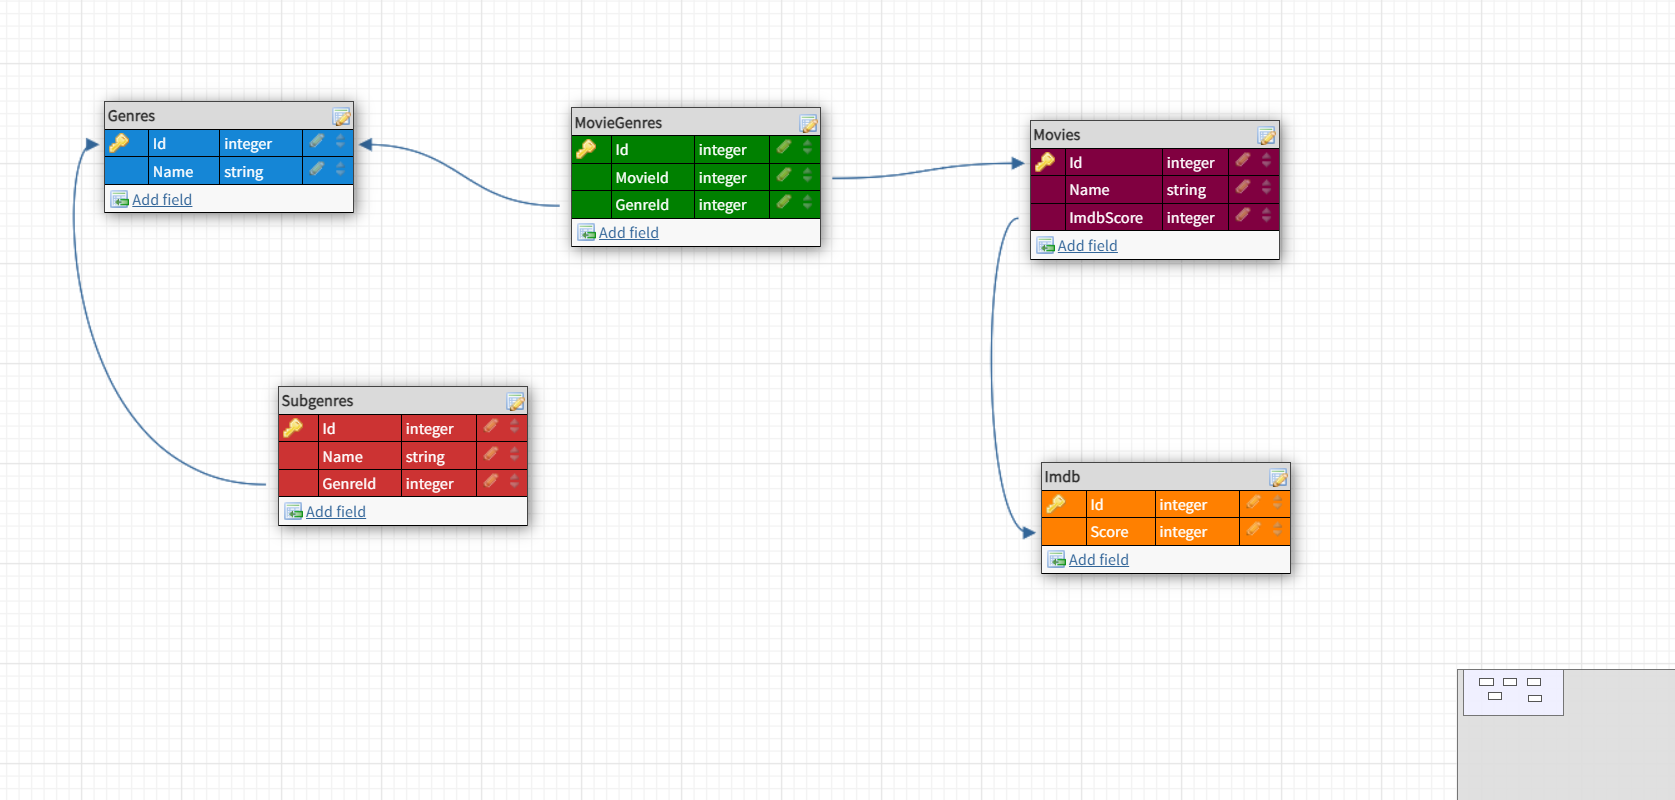 Genres
Id integer
Name string
Add field
MovieGenres
Id integer
MovieId integer
GenreId integer
Add field
Movies
Id integer
Name string
ImdbScore integer
Add field
Subgenres
Id integer
Name string
GenreId integer
Add field
Imdb
Id integer
Score integer
Add field